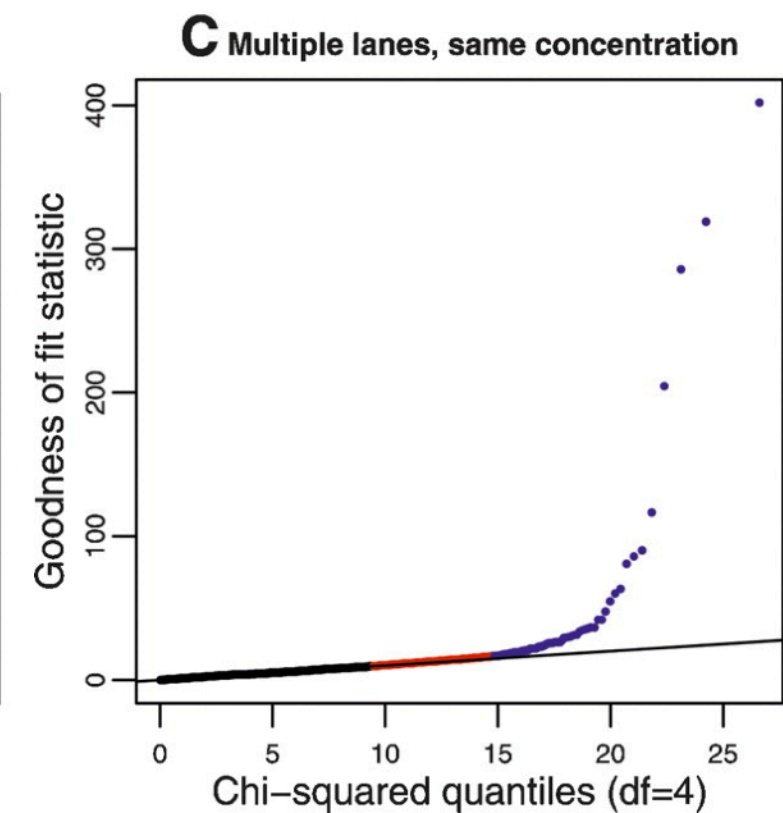 C Multiple lanes, same concentration
Goodness of fit statistic
400
300
200
100
0
0 5 10 15 20 25
Chi−squared quantiles (df=4)